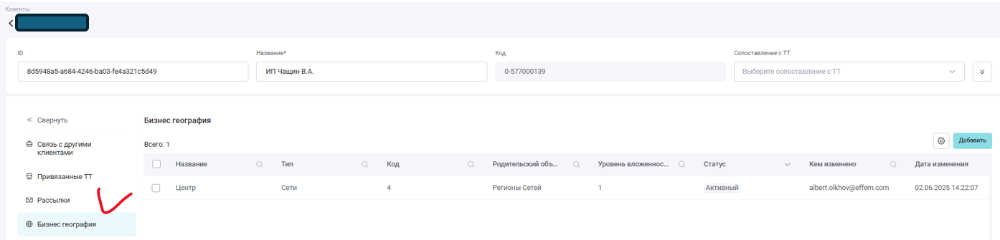 Клиенты
ID
Название*
Код
Сопоставление с ТТ
8d5948a5-a684-4246-ba03-fe4a321c5d49
ИП Чащин В.А.
0-577000139
Выберите сопоставление с ТТ
Свернуть
Связь с другими
клиентами
Привязанные ТТ
Рассылки
Бизнес география
Бизнес география
Всего: 1
Добавить
Название Тип Код Родительский объ... Уровень вложеннос... Статус Кем изменено Дата изменения
Центр Сети 4 Регионы Сетей 1 Активный albert.olkhov@effem.com 02.06.2025 14:22:07